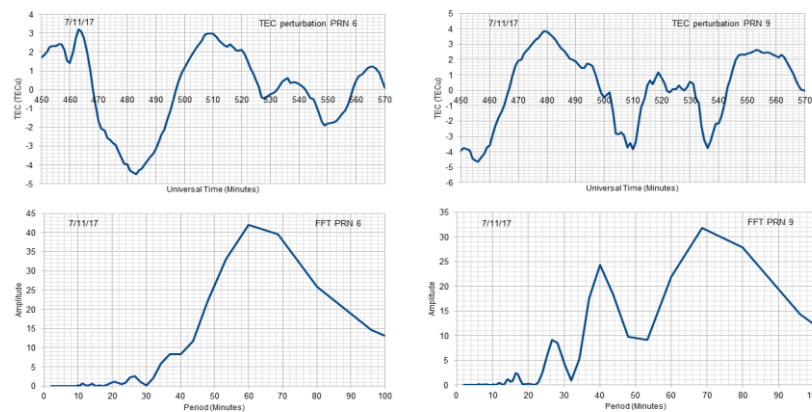 7/11/17 TEC perturbation PRN 6
4
3
2
1
0
-1
-2
-3
-4
-5
450 460 470 480 490 500 510 520 530 540 550 560 570
TEC (TECu)
Universal Time (Minutes)
7/11/17 TEC perturbation PRN 9
5
4
3
2
1
0
-1
-2
-3
-4
-5
-6
450 460 470 480 490 500 510 520 530 540 550 560 570
TEC (TECu)
Universal Time (Minutes)
7/11/17 FFT PRN 6
45
40
35
30
25
20
15
10
5
0
0 10 20 30 40 50 60 70 80 90 100
Amplitude
Period (Minutes)
7/11/17 FFT PRN 9
35
30
25
20
15
10
5
0
0 10 20 30 40 50 60 70 80 90 100
Amplitude
Period (Minutes)